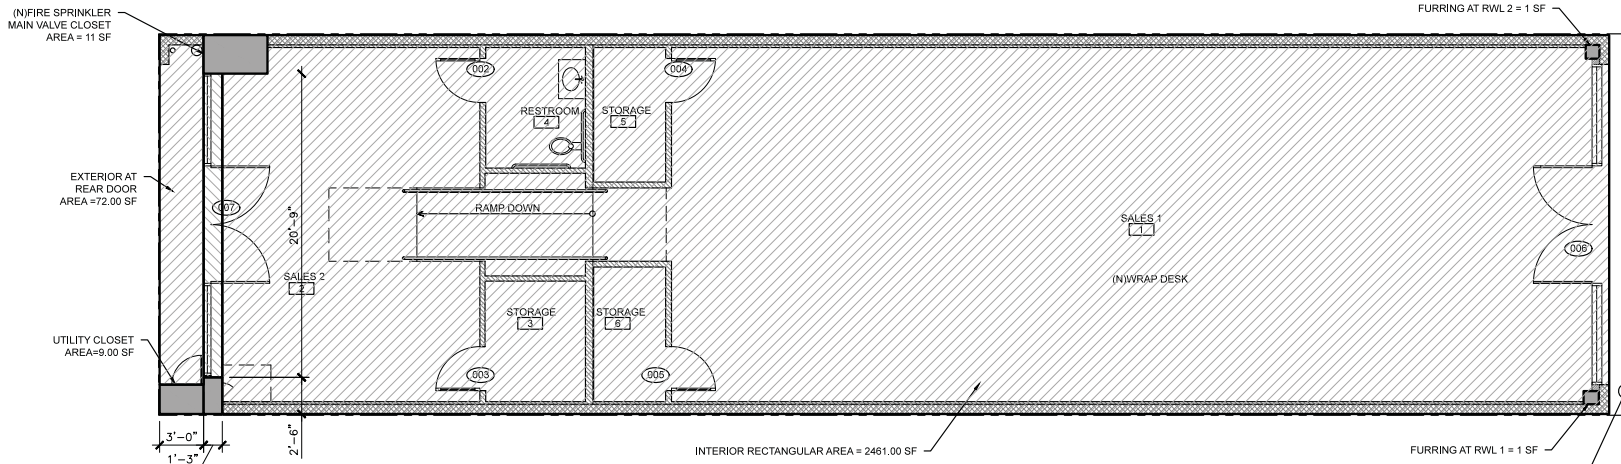 (N)FIRE SPRINKLER
MAIN VALVE CLOSET
AREA = 11 SF
FURRING AT RWL 2 = 1 SF
002
004
RESTROOM
4
STORAGE
5
EXTERIOR AT
REAR DOOR
AREA =72.00 SF
007
20'-9"
RAMP DOWN
SALES 1
1
006
SALES 2
2
(N)WRAP DESK
STORAGE
3
STORAGE
6
UTILITY CLOSET
AREA=9.00 SF
003
005
3'-0"
1'-3"
2'-6"
INTERIOR RECTANGULAR AREA = 2461.00 SF
FURRING AT RWL 1 = 1 SF